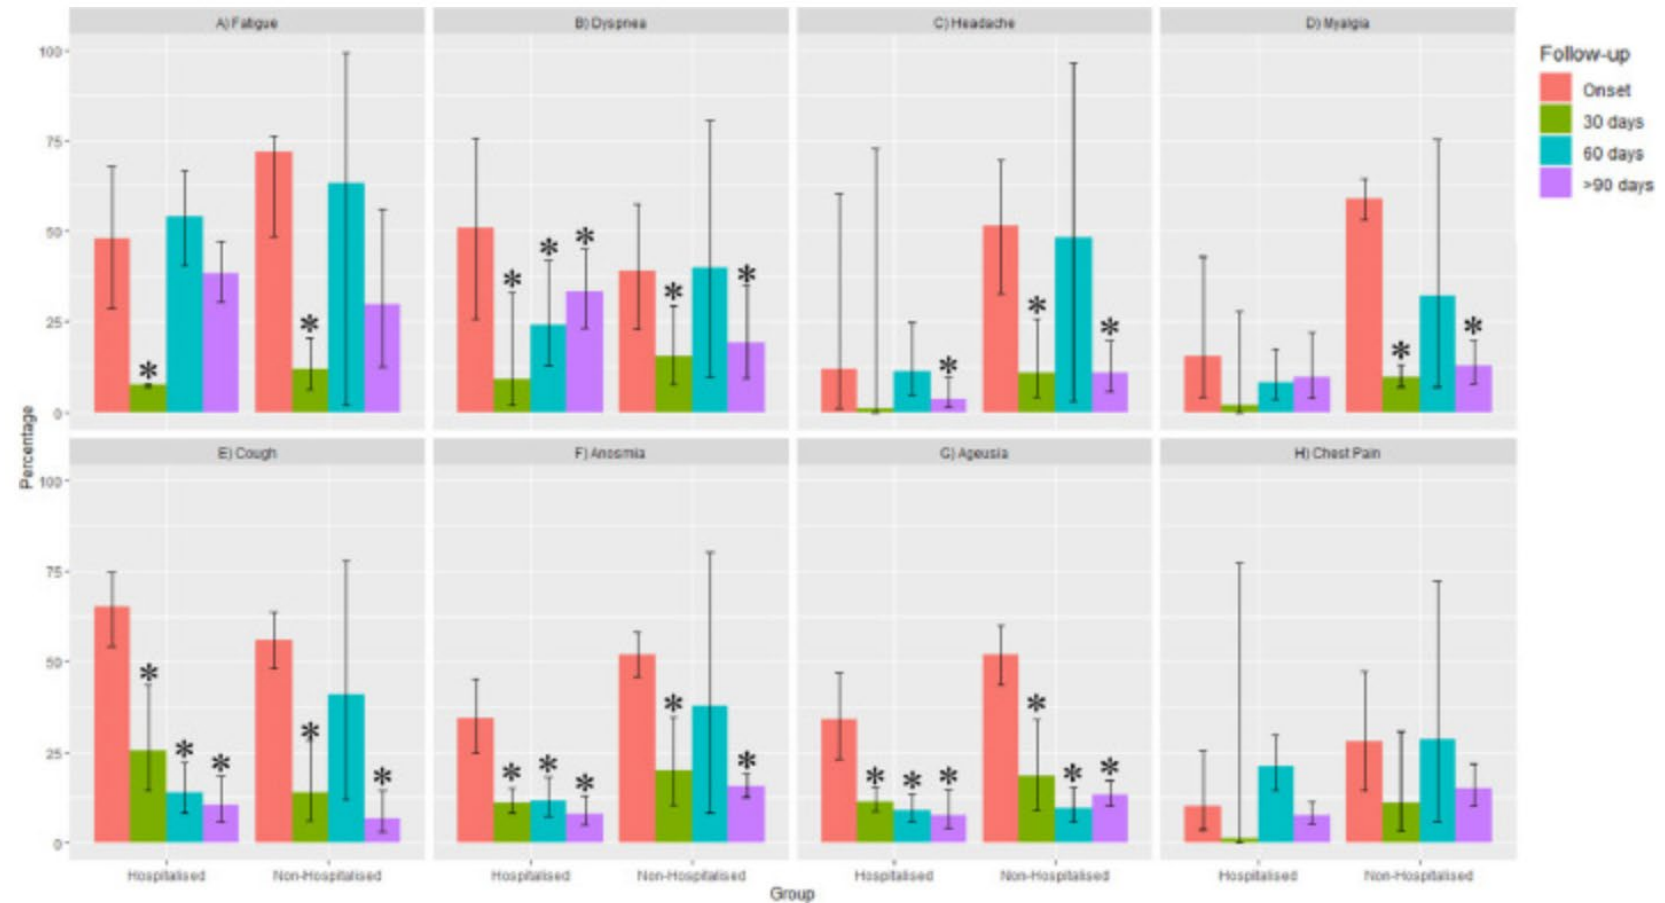 A) Fatigue
B) Dyspnea
C) Headache
D) Myalgia
Follow-up
Onset
30 days
60 days
>90 days
100
75
50
25
0
Percentage
E) Cough
F) Anosmia
G) Ageusia
H) Chest Pain
100
75
50
25
0
* * * * * * * * * * *
* * * * * * * * * * * * * * * *
Hospitalised Non-Hospitalised Hospitalised Non-Hospitalised Hospitalised Non-Hospitalised Hospitalised Non-Hospitalised
Group